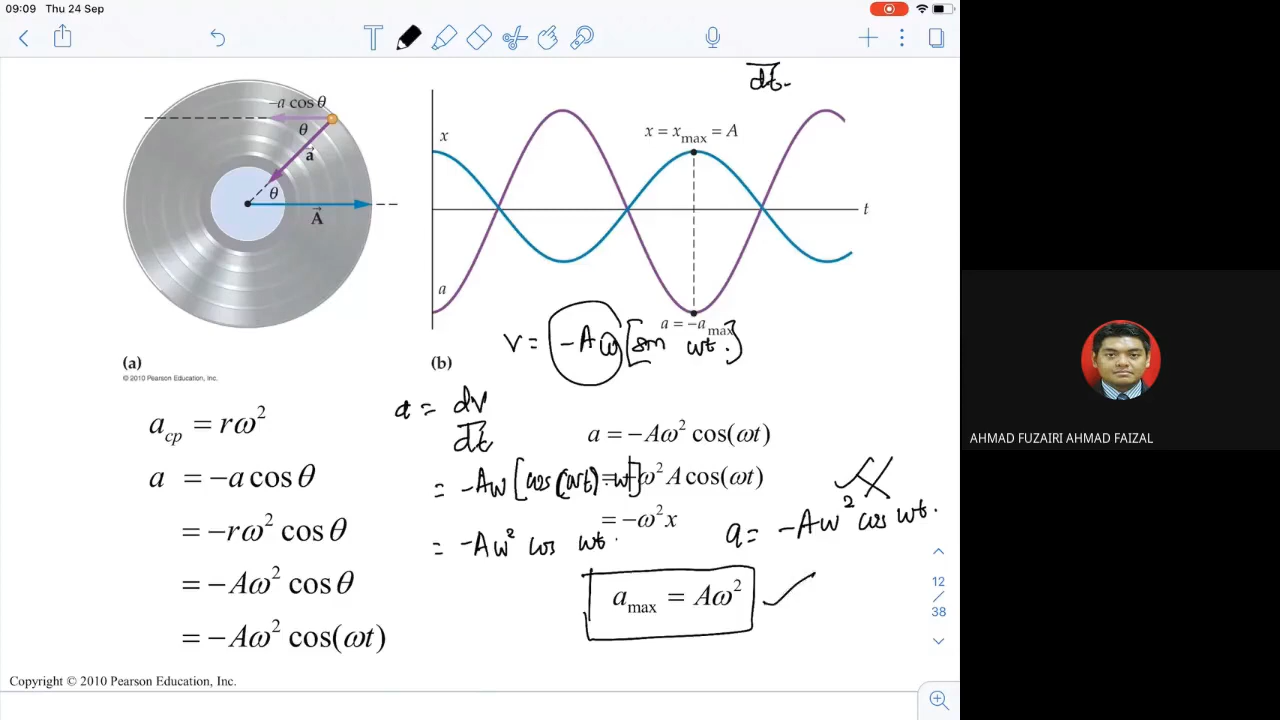 09:09 Thu 24 Sep
dt
−a cos θ
θ
a
θ
A
(a)
© 2010 Pearson Education, Inc.
x
x = x_max = A
t
a
a = −a_max
(b)
v = -Aω [sin ωt.]
a = dv
dt
= -Aω [cos (ωt) . ω]
= -Aω² cos ωt.
a_cp = rω²
a = −a cos θ
= −rω² cos θ
= −Aω² cos θ
= −Aω² cos(ωt)
a = −Aω² cos(ωt)
= −ω² A cos(ωt)
= −ω² x
a_max = Aω²
a = -Aω² cos ωt.
12
/
38
Copyright © 2010 Pearson Education, Inc.
AHMAD FUZAIRI AHMAD FAIZAL